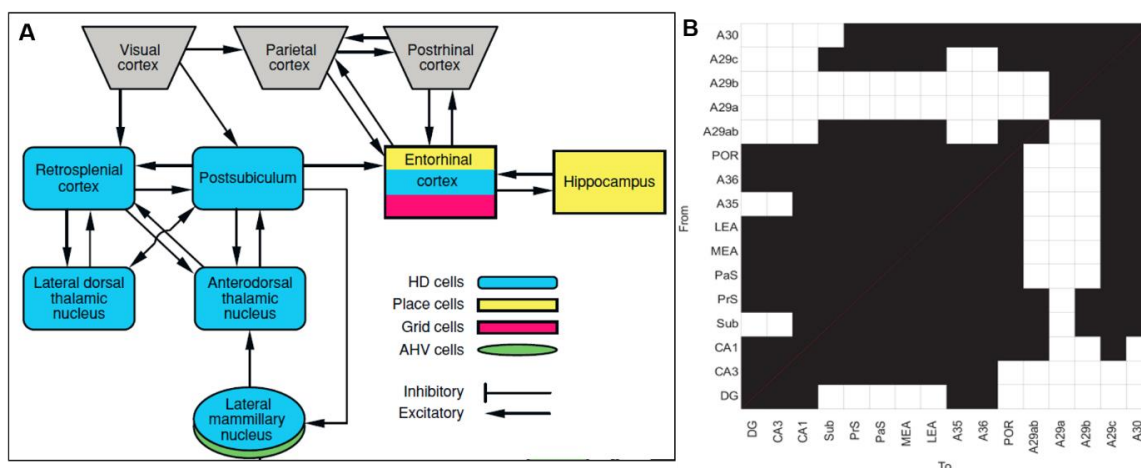 A
Visual
cortex
Parietal
cortex
Postrhinal
cortex
Retrosplenial
cortex
Postsubiculum
Entorhinal
cortex
Hippocampus
Lateral dorsal
thalamic
nucleus
Anterodorsal
thalamic
nucleus
Lateral
mammillary
nucleus
HD cells
Place cells
Grid cells
AHV cells
Inhibitory
Excitatory
B
From
A30
A29c
A29b
A29a
A29ab
POR
A36
A35
LEA
MEA
PaS
PrS
Sub
CA1
CA3
DG
DG CA3 CA1 Sub PrS PaS MEA LEA A35 A36 POR A29ab A29a A29b A29c A30
To